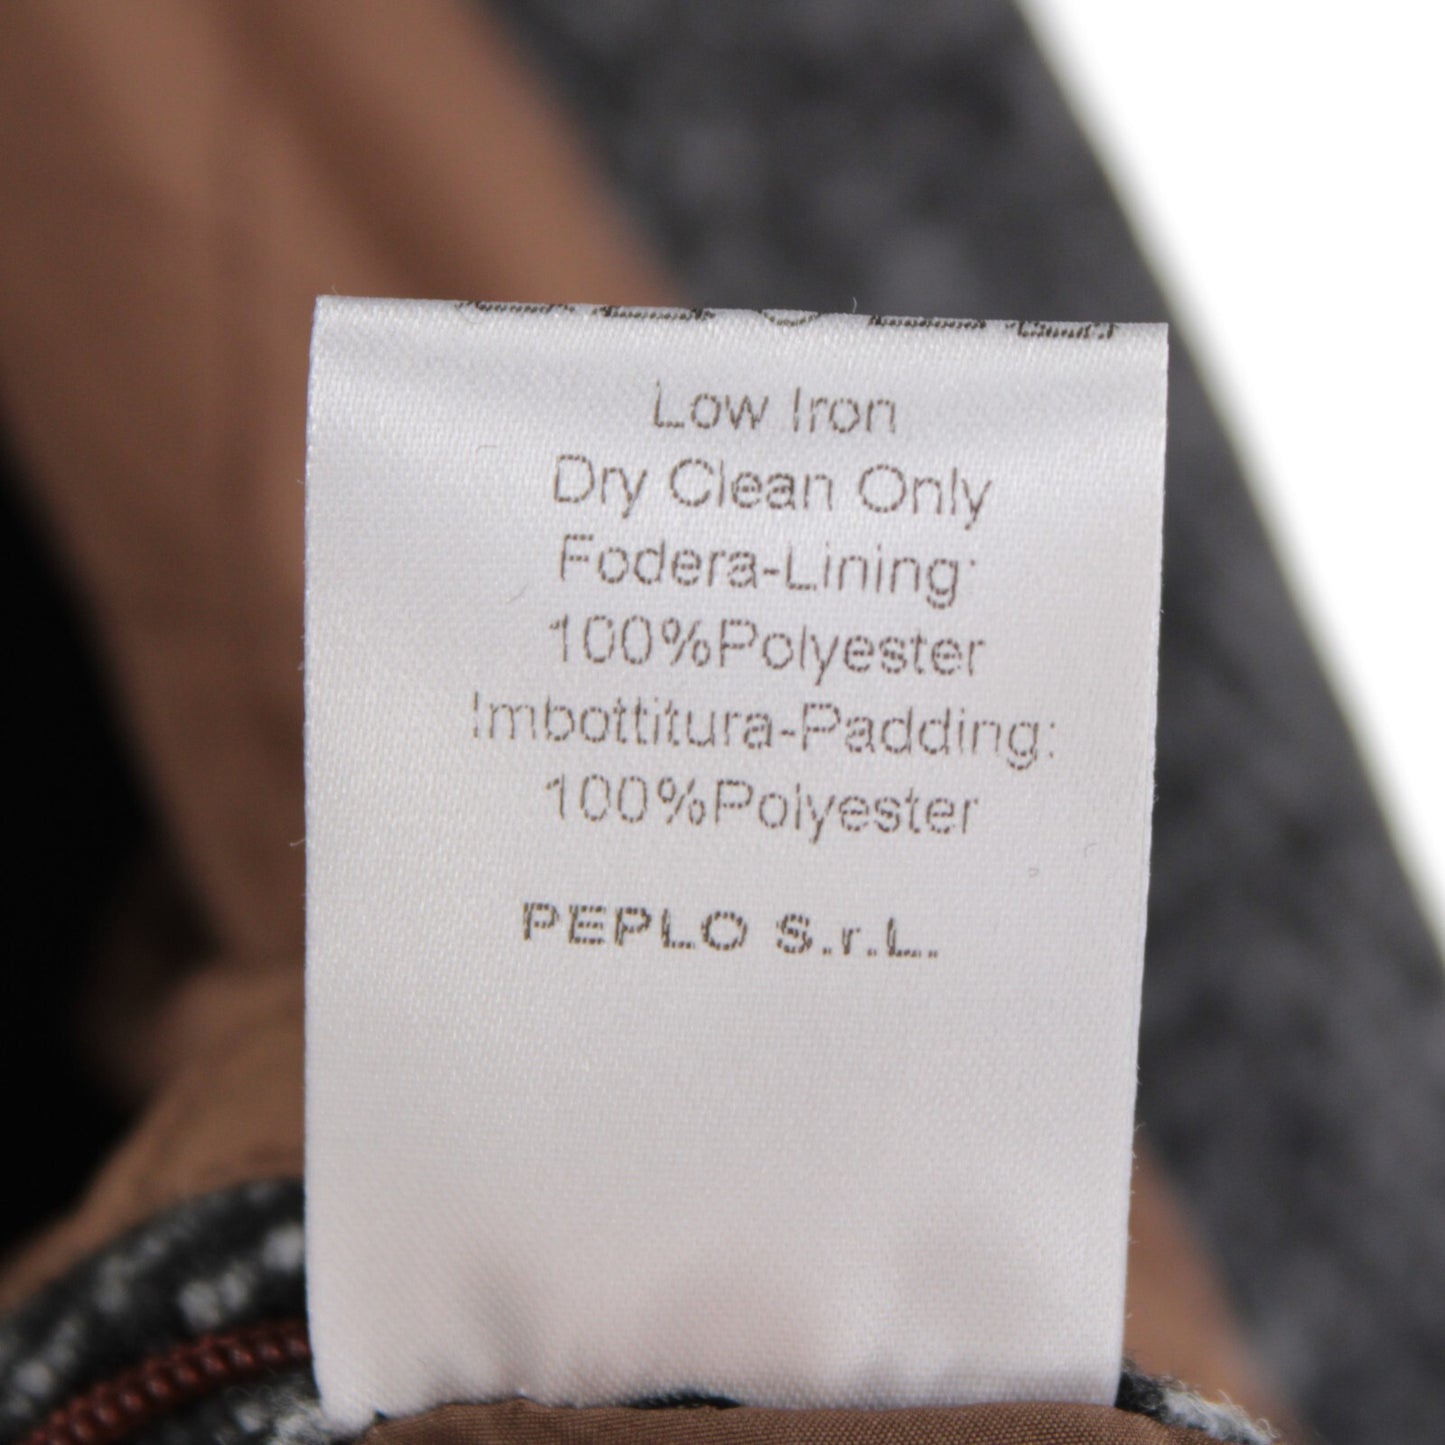 Low Iron
Dry Clean Only
Fodera-Lining:
100%Polyester
Imbottitura-Padding:
100%Polyester
PEPLO S.r.L.